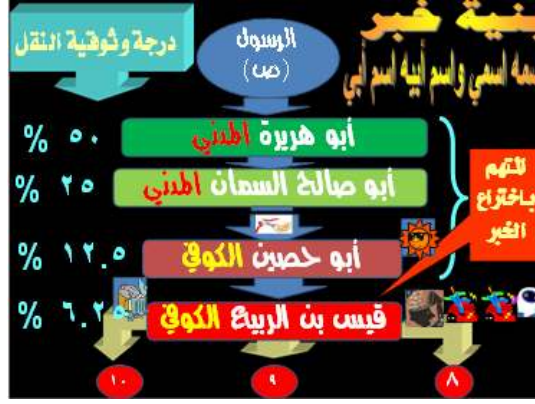 بنية خبر
اسمه اسمي واسم أبيه اسم أبي
درجة وثوقية النقل
الرسول
(ص)
أبو هريرة المدني
% ٥٠
أبو صالح السمان المدني
% ٢٥
المتهم
باختراع
الخبر
أبو حصين الكوفي
% ١٢.٥
قيس بن الربيع الكوفي
% ٦.٢٥
٨
٩
١٠